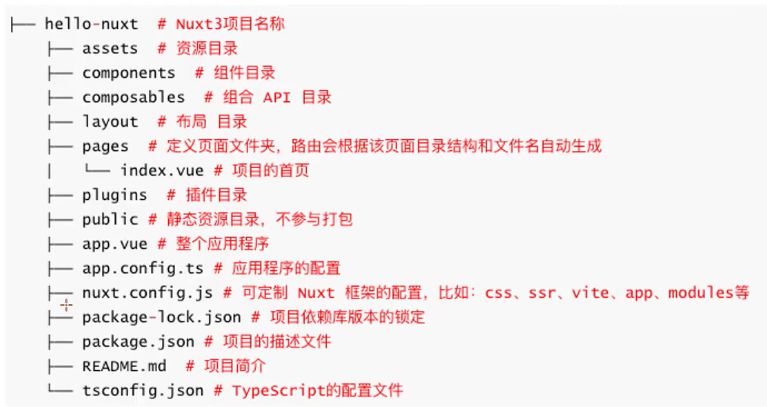 ├── hello-nuxt  # Nuxt3项目名称
    ├── assets  # 资源目录
    ├── components  # 组件目录
    ├── composables  # 组合 API 目录
    ├── layout  # 布局 目录
    ├── pages  # 定义页面文件夹，路由会根据该页面目录结构和文件名自动生成
    │   └── index.vue # 项目的首页
    ├── plugins  # 插件目录
    ├── public # 静态资源目录，不参与打包
    ├── app.vue # 整个应用程序
    ├── app.config.ts # 应用程序的配置
    ├── nuxt.config.js # 可定制 Nuxt 框架的配置，比如：css、ssr、vite、app、modules等
    ├── package-lock.json # 项目依赖库版本的锁定
    ├── package.json # 项目的描述文件
    ├── README.md  # 项目简介
    └── tsconfig.json # TypeScript的配置文件